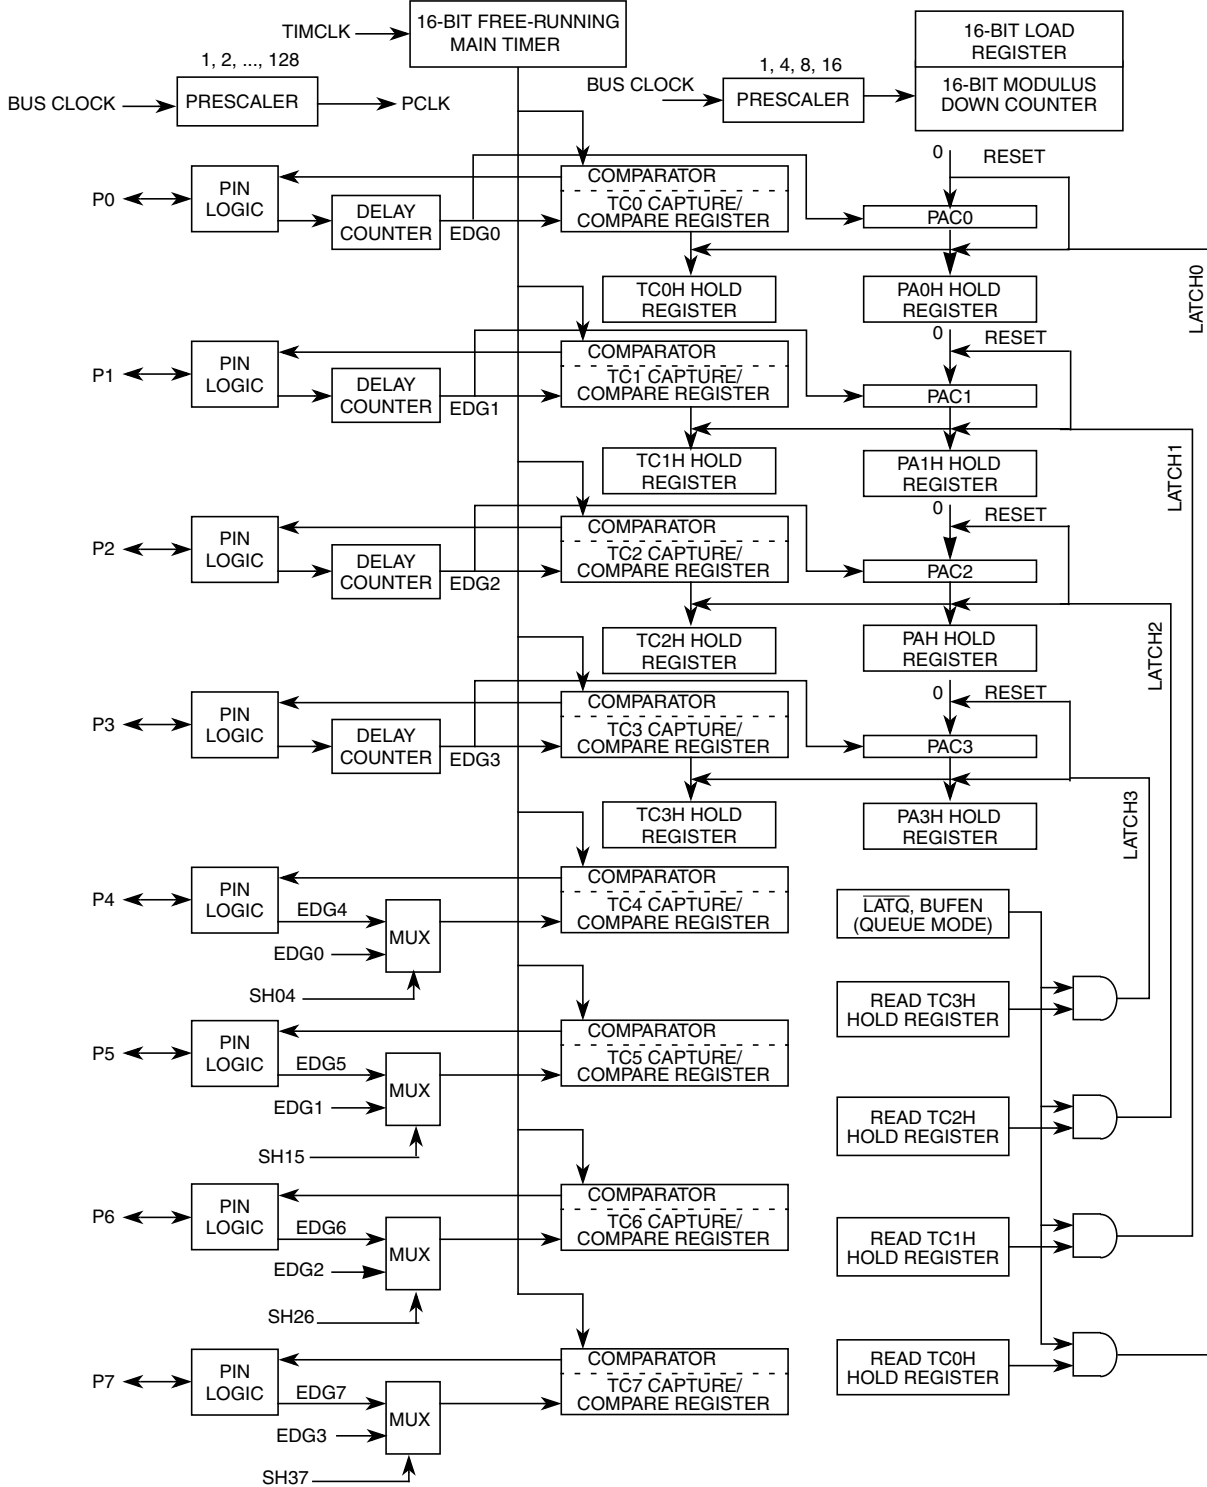 TIMCLK
16-BIT FREE-RUNNING
MAIN TIMER
16-BIT LOAD
REGISTER
1, 2, ..., 128
1, 4, 8, 16
BUS CLOCK
PRESCALER
PCLK
BUS CLOCK
PRESCALER
16-BIT MODULUS
DOWN COUNTER
0
RESET
P0
PIN
LOGIC
DELAY
COUNTER
EDG0
COMPARATOR
TC0 CAPTURE/
COMPARE REGISTER
PAC0
TC0H HOLD
REGISTER
PA0H HOLD
REGISTER
LATCH0
0
RESET
P1
PIN
LOGIC
DELAY
COUNTER
EDG1
COMPARATOR
TC1 CAPTURE/
COMPARE REGISTER
PAC1
TC1H HOLD
REGISTER
PA1H HOLD
REGISTER
LATCH1
0
RESET
P2
PIN
LOGIC
DELAY
COUNTER
EDG2
COMPARATOR
TC2 CAPTURE/
COMPARE REGISTER
PAC2
TC2H HOLD
REGISTER
PAH HOLD
REGISTER
LATCH2
0
RESET
P3
PIN
LOGIC
DELAY
COUNTER
EDG3
COMPARATOR
TC3 CAPTURE/
COMPARE REGISTER
PAC3
TC3H HOLD
REGISTER
PA3H HOLD
REGISTER
LATCH3
P4
PIN
LOGIC
EDG4
EDG0
MUX
SH04
COMPARATOR
TC4 CAPTURE/
COMPARE REGISTER
LATQ, BUFEN
(QUEUE MODE)
READ TC3H
HOLD REGISTER
P5
PIN
LOGIC
EDG5
EDG1
MUX
SH15
COMPARATOR
TC5 CAPTURE/
COMPARE REGISTER
READ TC2H
HOLD REGISTER
P6
PIN
LOGIC
EDG6
EDG2
MUX
SH26
COMPARATOR
TC6 CAPTURE/
COMPARE REGISTER
READ TC1H
HOLD REGISTER
P7
PIN
LOGIC
EDG7
EDG3
MUX
SH37
COMPARATOR
TC7 CAPTURE/
COMPARE REGISTER
READ TC0H
HOLD REGISTER